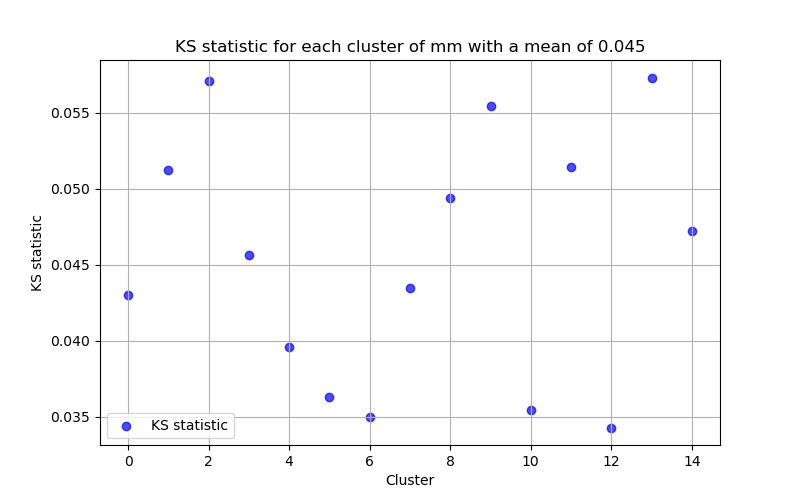 KS statistic for each cluster of mm with a mean of 0.045
KS statistic
0.055
0.050
0.045
0.040
0.035
KS statistic
0 2 4 6 8 10 12 14
Cluster